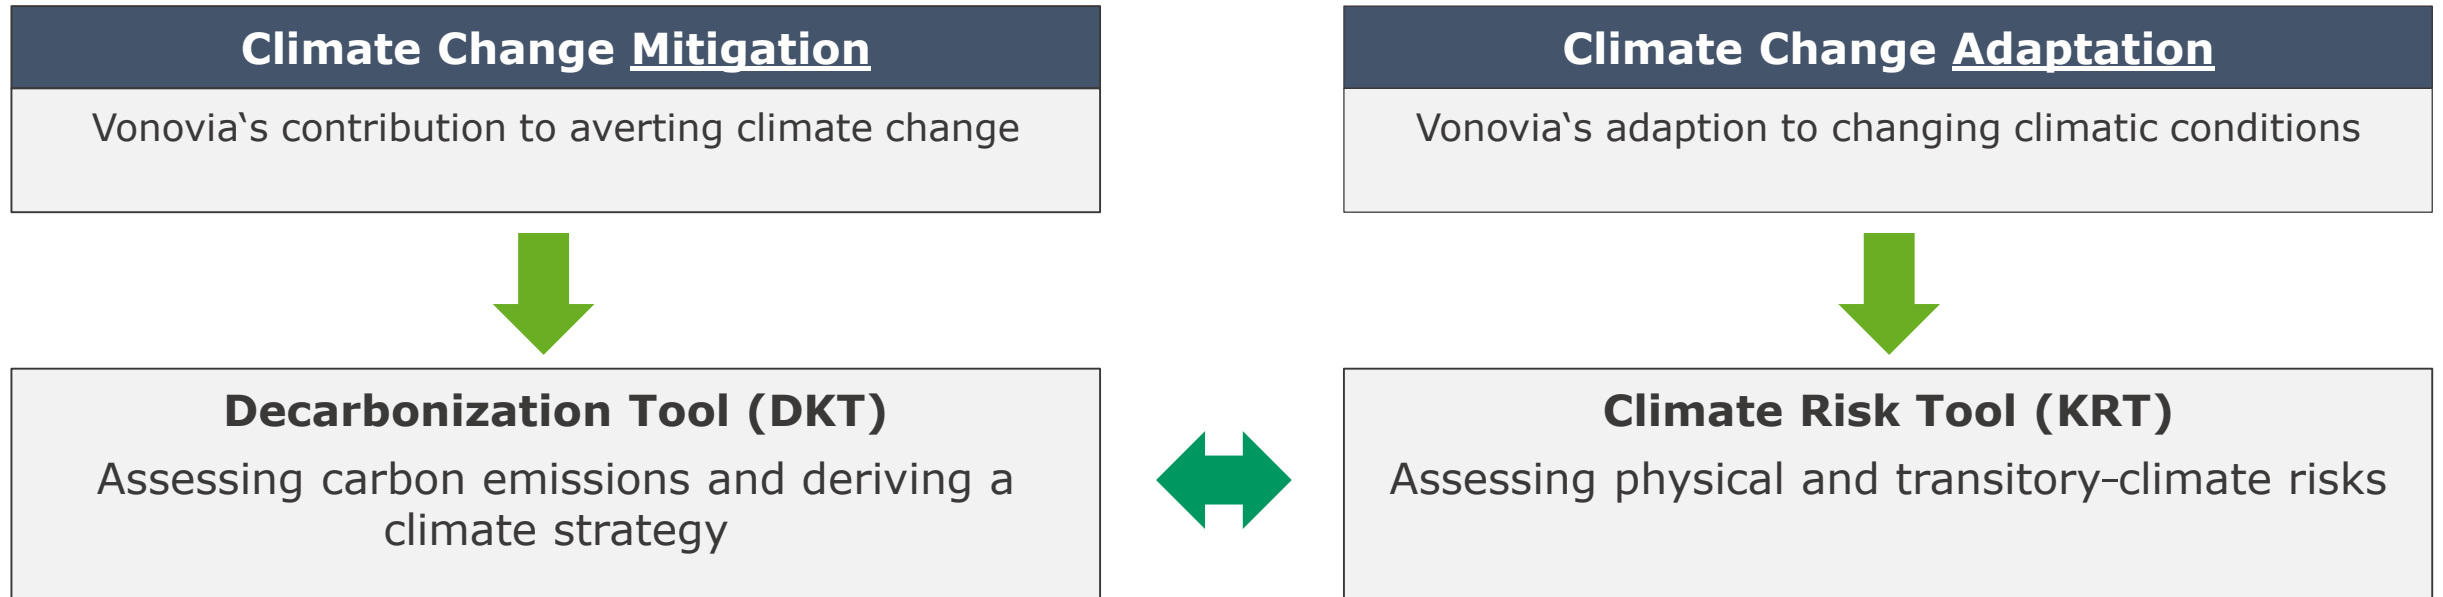 Climate Change Mitigation
Vonovia‘s contribution to averting climate change
Climate Change Adaptation
Vonovia‘s adaption to changing climatic conditions
Decarbonization Tool (DKT)
Assessing carbon emissions and deriving a
climate strategy
Climate Risk Tool (KRT)
Assessing physical and transitory-climate risks